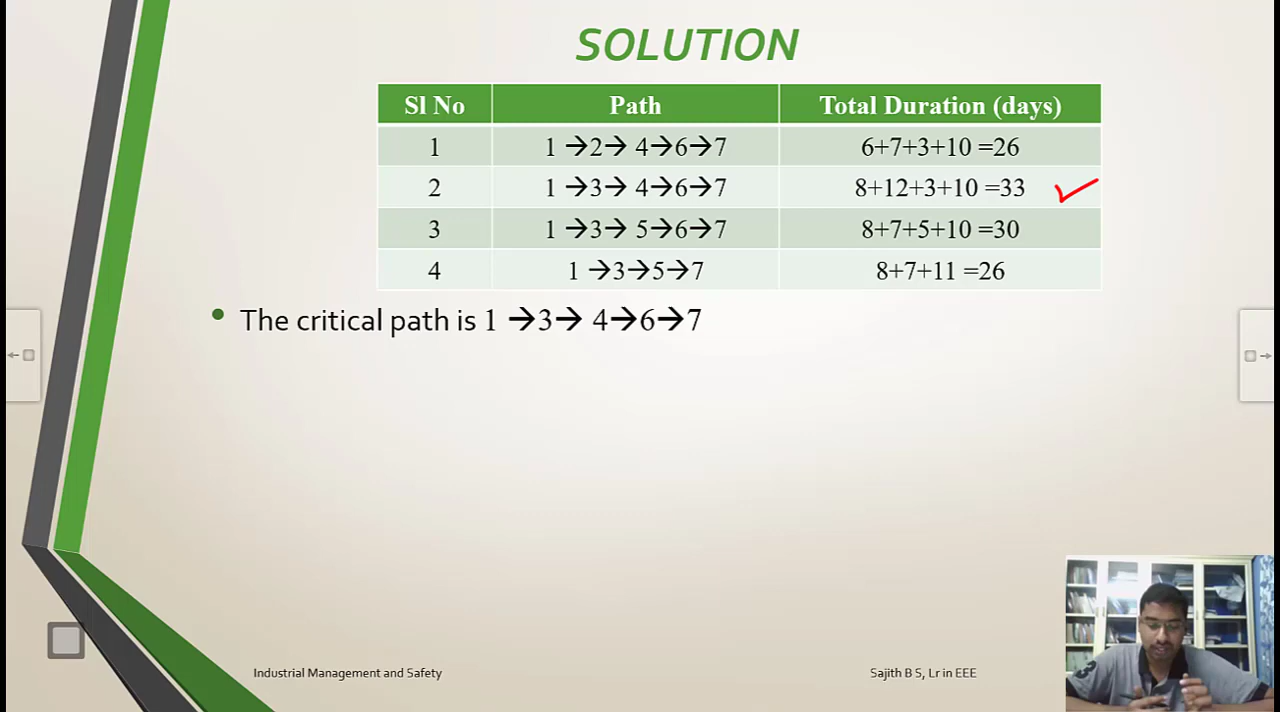 SOLUTION
Sl No Path Total Duration (days)
1 1 →2→ 4→6→7 6+7+3+10 =26
2 1 →3→ 4→6→7 8+12+3+10 =33
3 1 →3→ 5→6→7 8+7+5+10 =30
4 1 →3→5→7 8+7+11 =26
• The critical path is 1 →3→ 4→6→7
Industrial Management and Safety Sajith B S, Lr in EEE